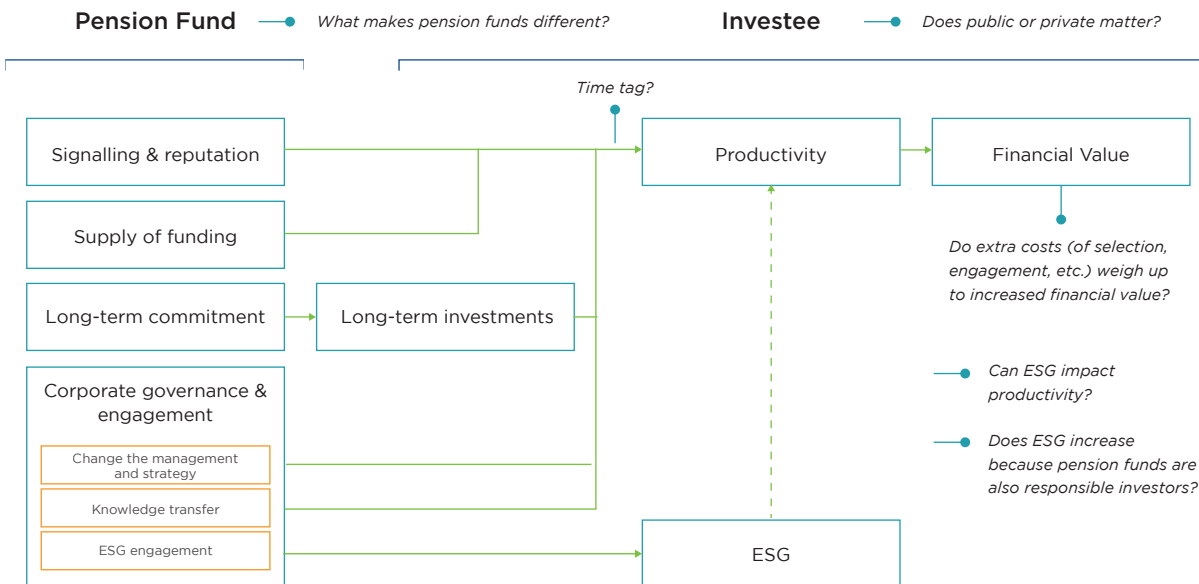 Pension Fund
What makes pension funds different?
Investee
Does public or private matter?
Time tag?
Signalling & reputation
Productivity
Financial Value
Supply of funding
Do extra costs (of selection,
engagement, etc.) weigh up
to increased financial value?
Long-term commitment
Long-term investments
Corporate governance &
engagement
Can ESG impact
productivity?
Change the management
and strategy
Does ESG increase
because pension funds are
also responsible investors?
Knowledge transfer
ESG engagement
ESG